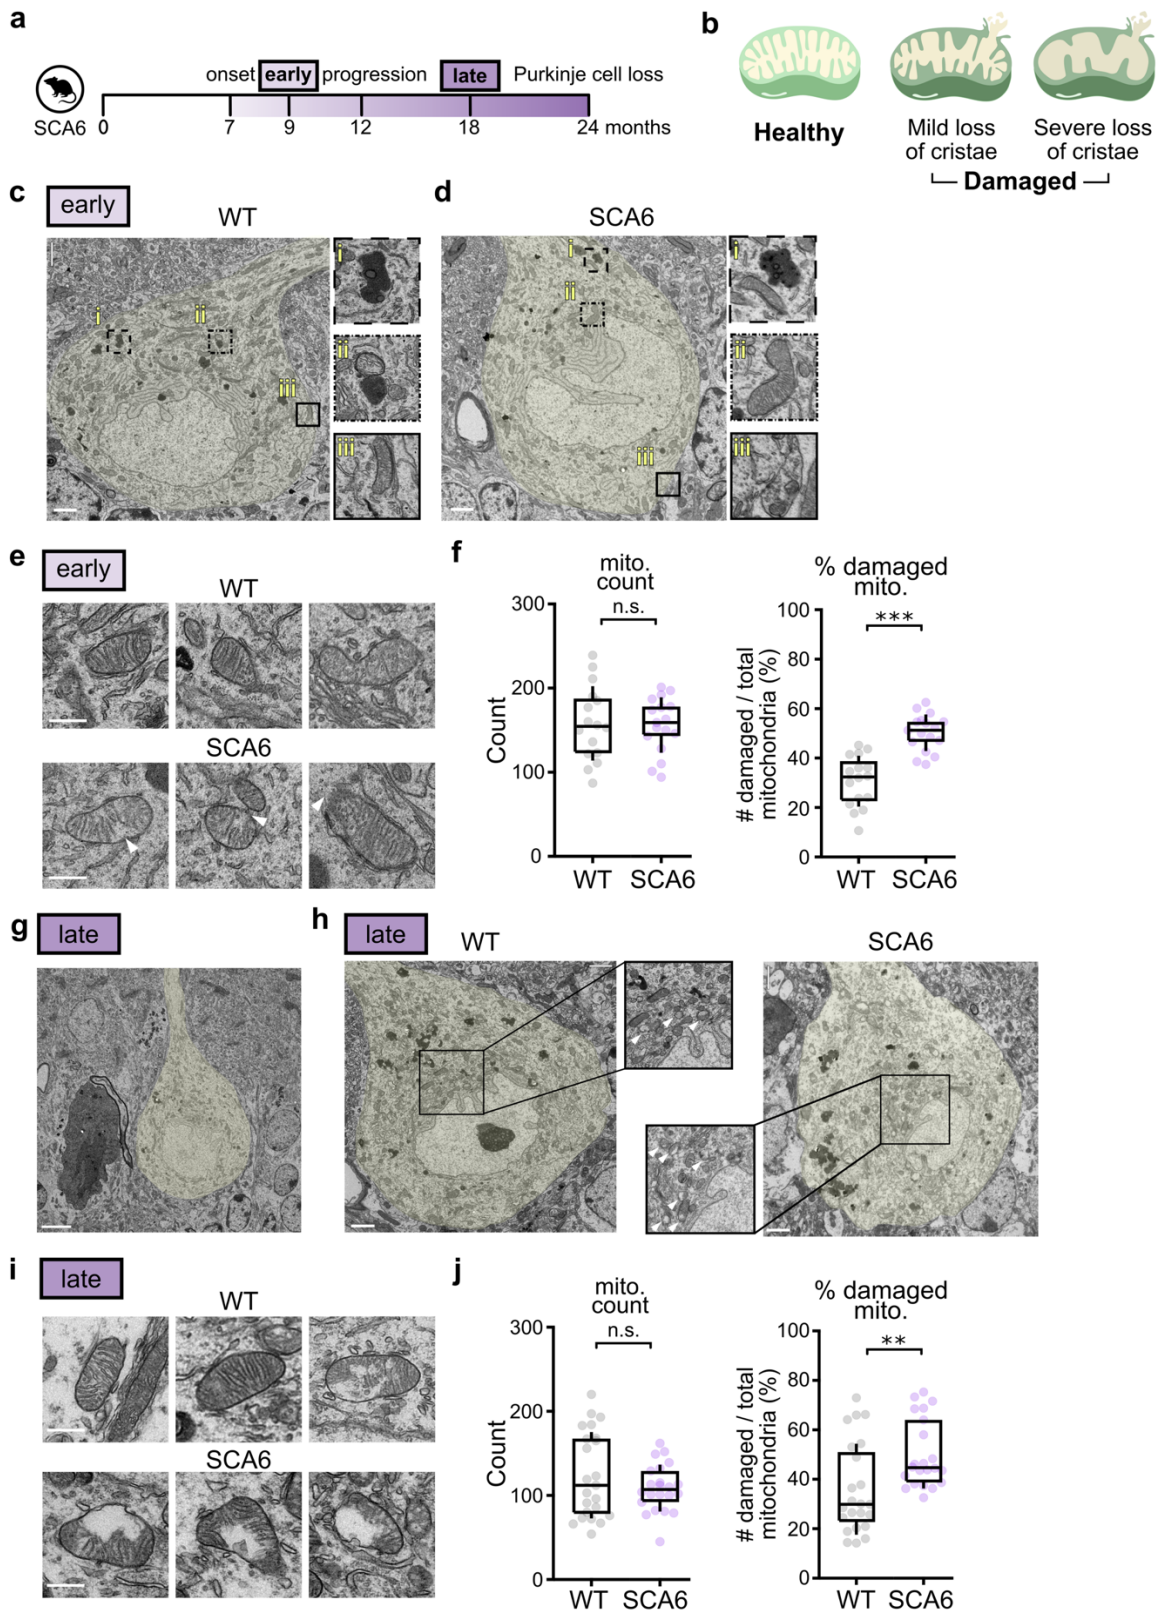 a
onset early progression late Purkinje cell loss
SCA6
0 7 9 12 18 24 months
b
Healthy
Mild loss of cristae
Severe loss of cristae
Damaged
c
early
WT
i
ii
iii
i
ii
iii
d
SCA6
i
ii
iii
i
ii
iii
e
early
WT
SCA6
f
mito. count
n.s.
300
200
100
0
Count
WT SCA6
% damaged mito.
***
100
80
60
40
20
0
# damaged / total mitochondria (%)
WT SCA6
g
late
h
late
WT
SCA6
i
late
WT
SCA6
j
mito. count
n.s.
300
200
100
0
Count
WT SCA6
% damaged mito.
**
100
80
60
40
20
0
# damaged / total mitochondria (%)
WT SCA6